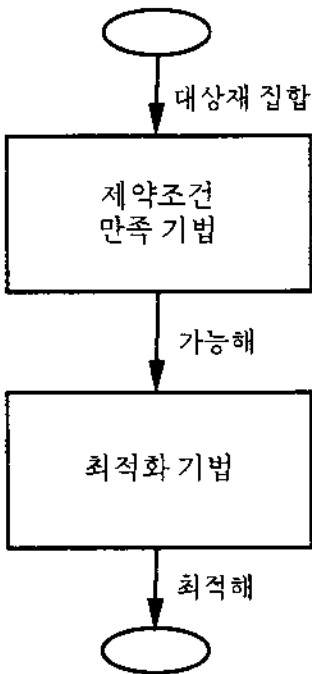 대상재 집합
제약조건
만족 기법
가능해
최적화 기법
최적해